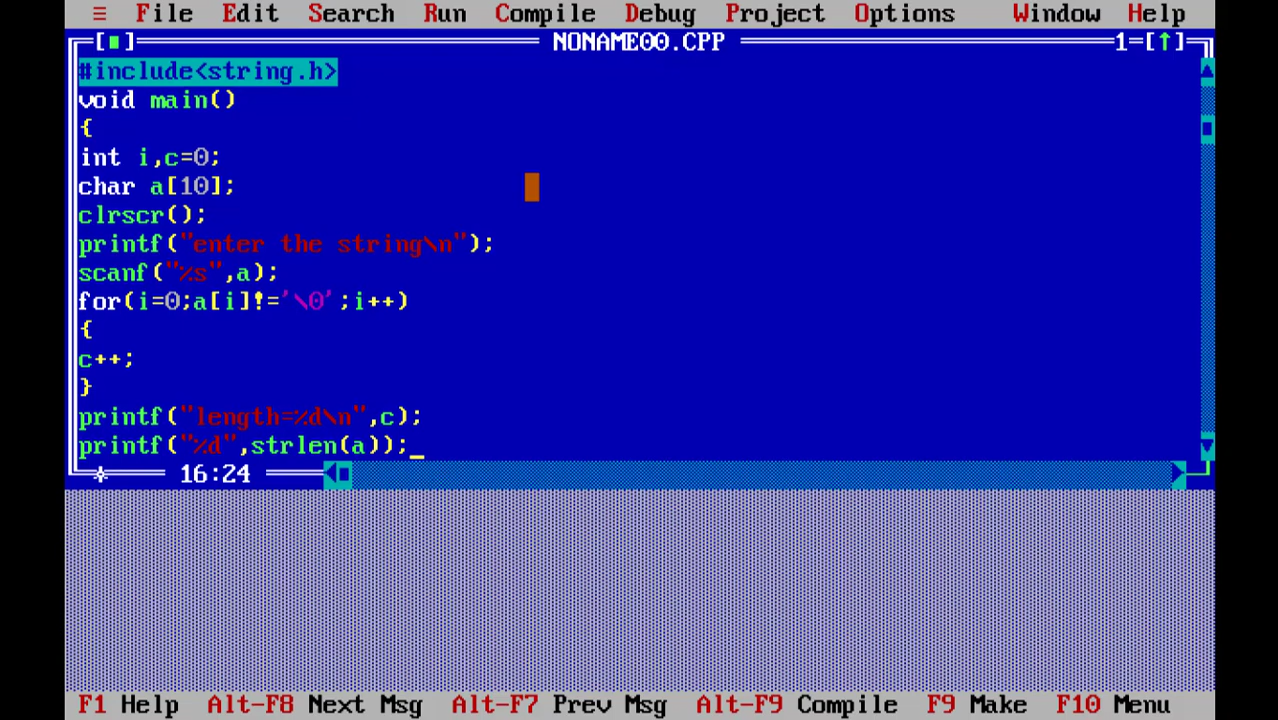 ≡ File Edit Search Run Compile Debug Project Options Window Help
[■] NONAME00.CPP 1=[↑]
#include<string.h>
void main()
{
int i,c=0;
char a[10];
clrscr();
printf("enter the string\n");
scanf("%s",a);
for(i=0;a[i]!='\0';i++)
{
c++;
}
printf("length=%d\n",c);
printf("%d",strlen(a));_
16:24
F1 Help Alt-F8 Next Msg Alt-F7 Prev Msg Alt-F9 Compile F9 Make F10 Menu